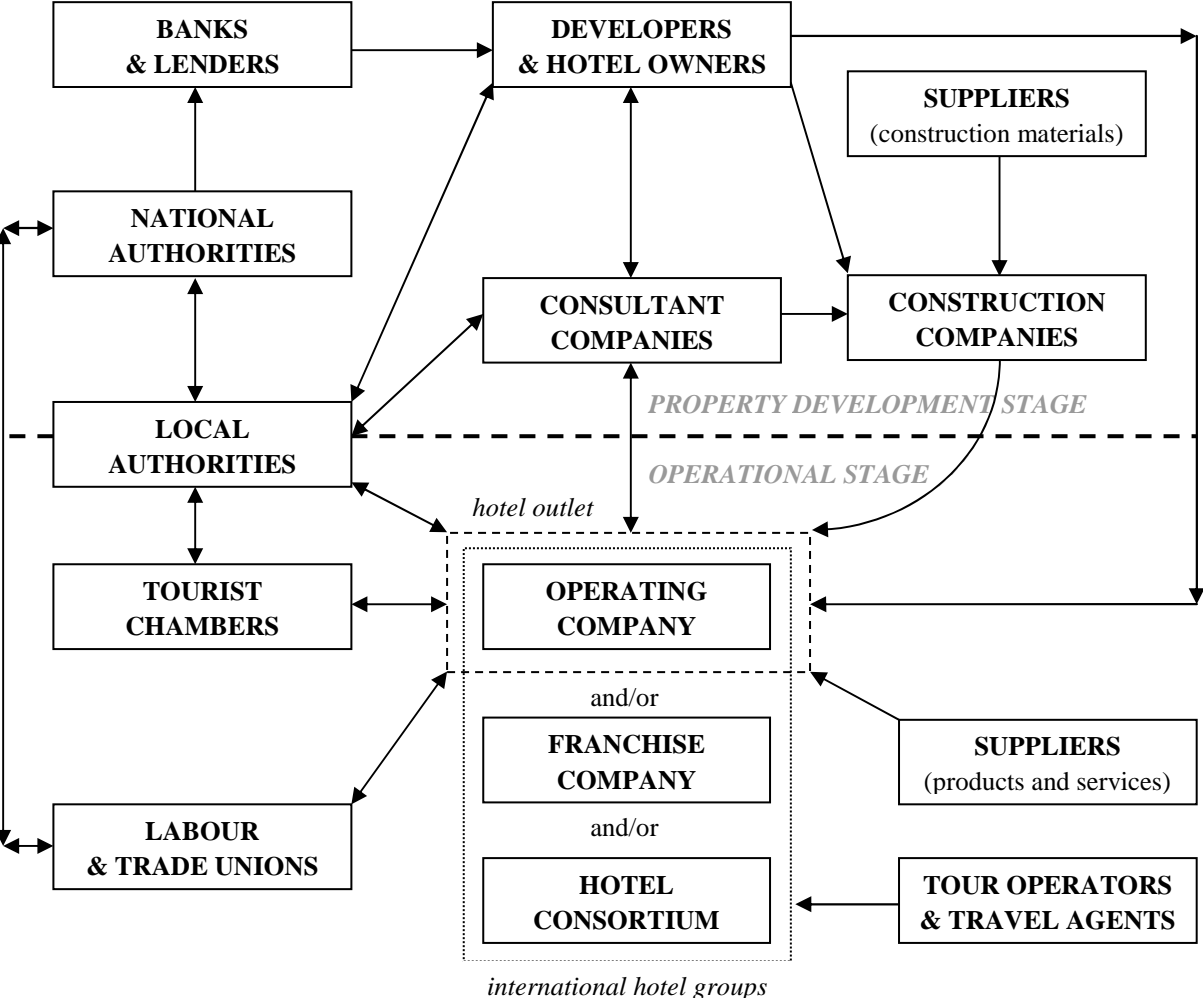 BANKS
& LENDERS
DEVELOPERS
& HOTEL OWNERS
SUPPLIERS
(construction materials)
NATIONAL
AUTHORITIES
CONSULTANT
COMPANIES
CONSTRUCTION
COMPANIES
PROPERTY DEVELOPMENT STAGE
LOCAL
AUTHORITIES
OPERATIONAL STAGE
hotel outlet
TOURIST
CHAMBERS
OPERATING
COMPANY
and/or
FRANCHISE
COMPANY
SUPPLIERS
(products and services)
and/or
LABOUR
& TRADE UNIONS
HOTEL
CONSORTIUM
TOUR OPERATORS
& TRAVEL AGENTS
international hotel groups